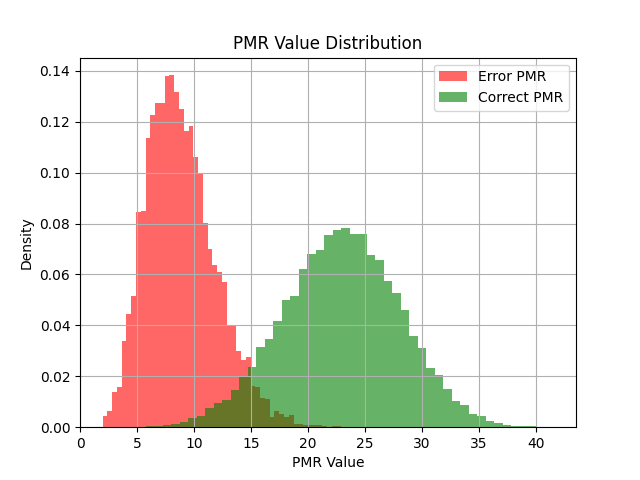 PMR Value Distribution
Error PMR
Correct PMR
0.14
0.12
0.10
0.08
0.06
0.04
0.02
0.00
Density
0 5 10 15 20 25 30 35 40
PMR Value